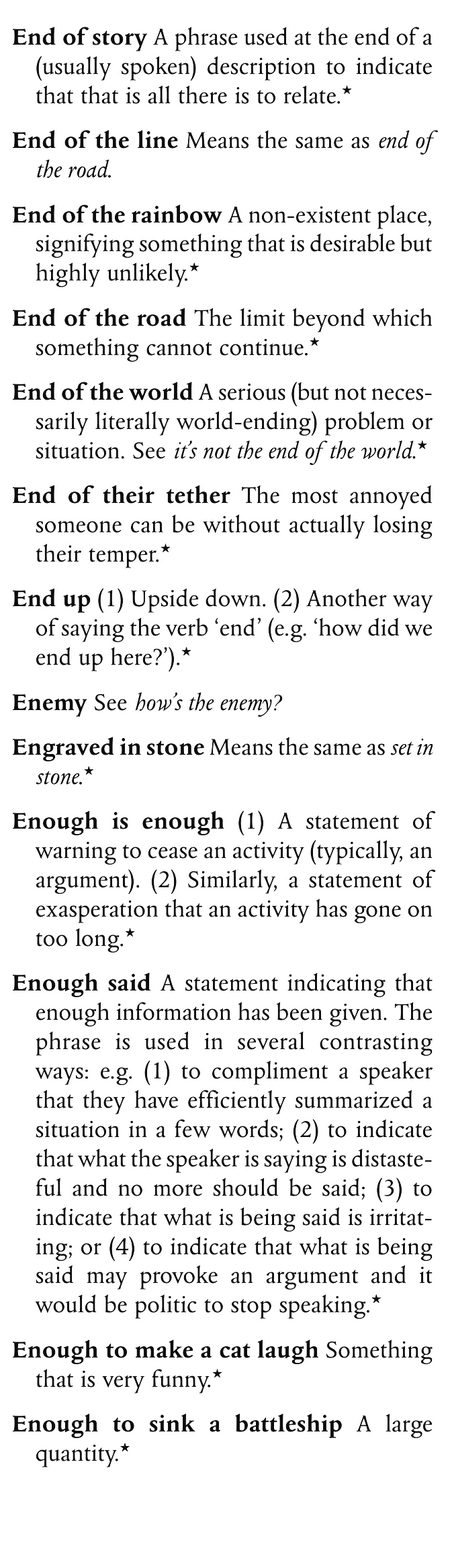 End of story A phrase used at the end of a
(usually spoken) description to indicate
that that is all there is to relate.★
End of the line Means the same as end of
the road.
End of the rainbow A non-existent place,
signifying something that is desirable but
highly unlikely.★
End of the road The limit beyond which
something cannot continue.★
End of the world A serious (but not neces-
sarily literally world-ending) problem or
situation. See it's not the end of the world.★
End of their tether The most annoyed
someone can be without actually losing
their temper.★
End up (1) Upside down. (2) Another way
of saying the verb ‘end’ (e.g. ‘how did we
end up here?’).★
Enemy See how's the enemy?
Engraved in stone Means the same as set in
stone.★
Enough is enough (1) A statement of
warning to cease an activity (typically, an
argument). (2) Similarly, a statement of
exasperation that an activity has gone on
too long.★
Enough said A statement indicating that
enough information has been given. The
phrase is used in several contrasting
ways: e.g. (1) to compliment a speaker
that they have efficiently summarized a
situation in a few words; (2) to indicate
that what the speaker is saying is distaste-
ful and no more should be said; (3) to
indicate that what is being said is irritat-
ing; or (4) to indicate that what is being
said may provoke an argument and it
would be politic to stop speaking.★
Enough to make a cat laugh Something
that is very funny.★
Enough to sink a battleship A large
quantity.★